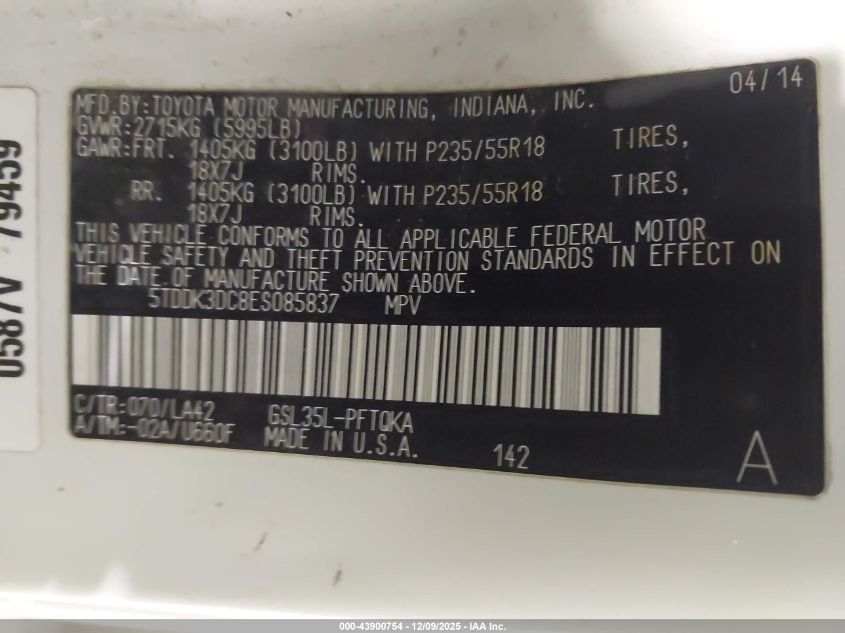 04/14
MFD.BY:TOYOTA MOTOR MANUFACTURING, INDIANA, INC.
GVWR:2715KG (5995LB)
GAWR:FRT. 1405KG (3100LB) WITH P235/55R18 TIRES,
18X7J RIMS.
RR. 1405KG (3100LB) WITH P235/55R18 TIRES,
18X7J RIMS.
THIS VEHICLE CONFORMS TO ALL APPLICABLE FEDERAL MOTOR
VEHICLE SAFETY AND THEFT PREVENTION STANDARDS IN EFFECT ON
THE DATE OF MANUFACTURE SHOWN ABOVE.
5TDDK3DC8ES085837 MPV
C/TR:070/LA42 GSL35L-PFTQKA
A/TM:-02A/U660F MADE IN U.S.A.
142
A
0587V 79459
000-43900754 - 12/09/2025 - IAA Inc.